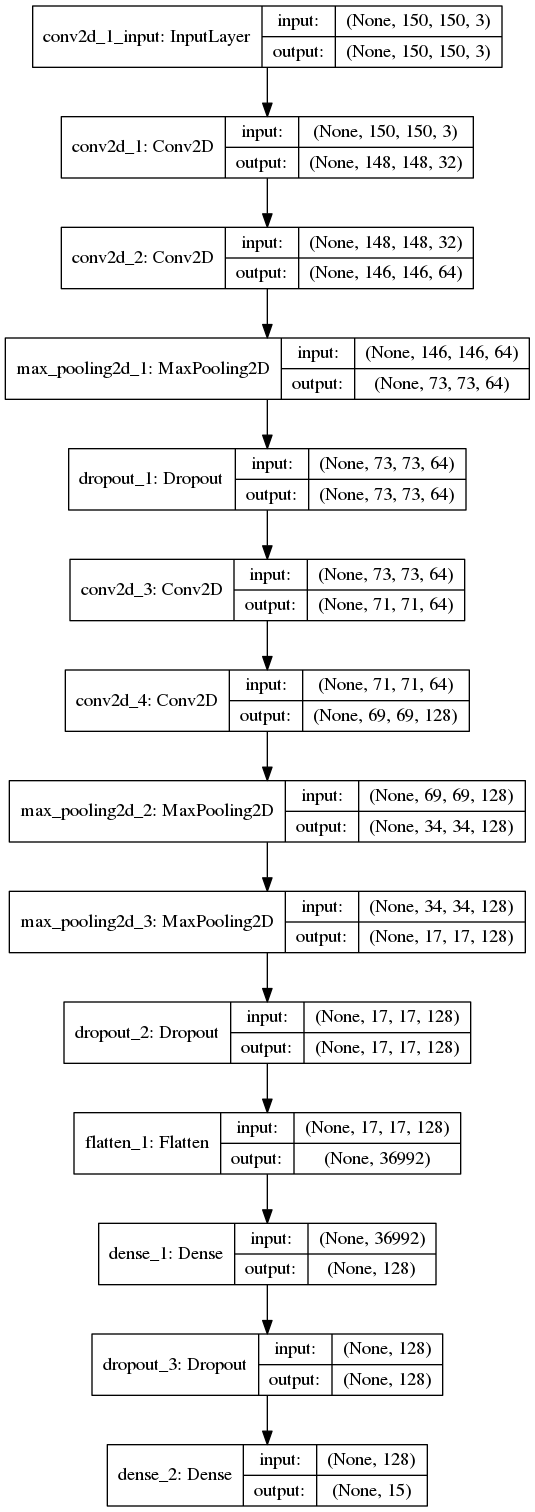 conv2d_1_input: InputLayer
input: (None, 150, 150, 3)
output: (None, 150, 150, 3)
conv2d_1: Conv2D
input: (None, 150, 150, 3)
output: (None, 148, 148, 32)
conv2d_2: Conv2D
input: (None, 148, 148, 32)
output: (None, 146, 146, 64)
max_pooling2d_1: MaxPooling2D
input: (None, 146, 146, 64)
output: (None, 73, 73, 64)
dropout_1: Dropout
input: (None, 73, 73, 64)
output: (None, 73, 73, 64)
conv2d_3: Conv2D
input: (None, 73, 73, 64)
output: (None, 71, 71, 64)
conv2d_4: Conv2D
input: (None, 71, 71, 64)
output: (None, 69, 69, 128)
max_pooling2d_2: MaxPooling2D
input: (None, 69, 69, 128)
output: (None, 34, 34, 128)
max_pooling2d_3: MaxPooling2D
input: (None, 34, 34, 128)
output: (None, 17, 17, 128)
dropout_2: Dropout
input: (None, 17, 17, 128)
output: (None, 17, 17, 128)
flatten_1: Flatten
input: (None, 17, 17, 128)
output: (None, 36992)
dense_1: Dense
input: (None, 36992)
output: (None, 128)
dropout_3: Dropout
input: (None, 128)
output: (None, 128)
dense_2: Dense
input: (None, 128)
output: (None, 15)